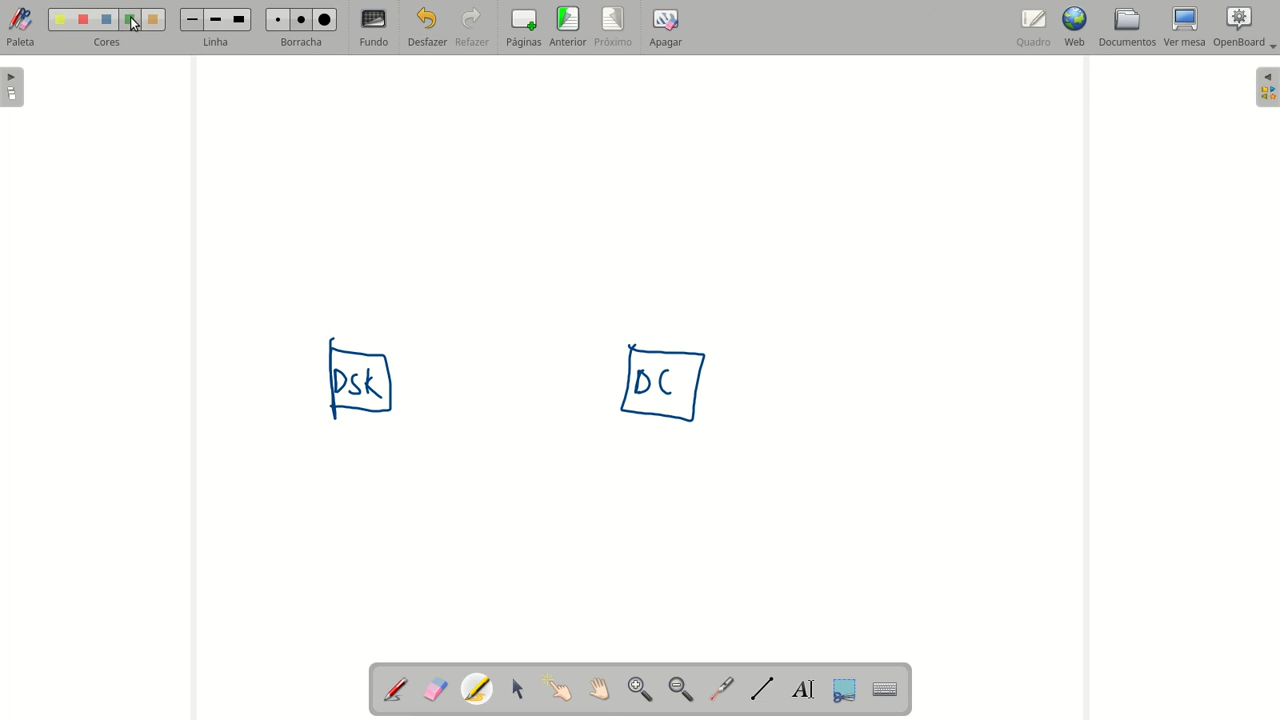 Paleta
Cores
Linha
Borracha
Fundo
Desfazer
Refazer
Páginas
Anterior
Próximo
Apagar
Quadro
Web
Documentos
Ver mesa
OpenBoard
DSK
DC
AI